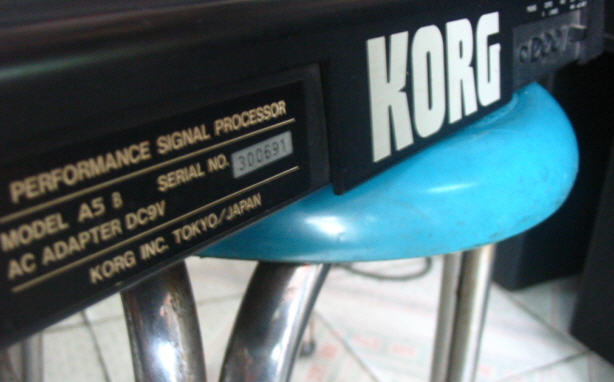 KORG
PERFORMANCE SIGNAL PROCESSOR
MODEL A5 B SERIAL NO. 300691
AC ADAPTER DC9V
KORG INC. TOKYO/JAPAN